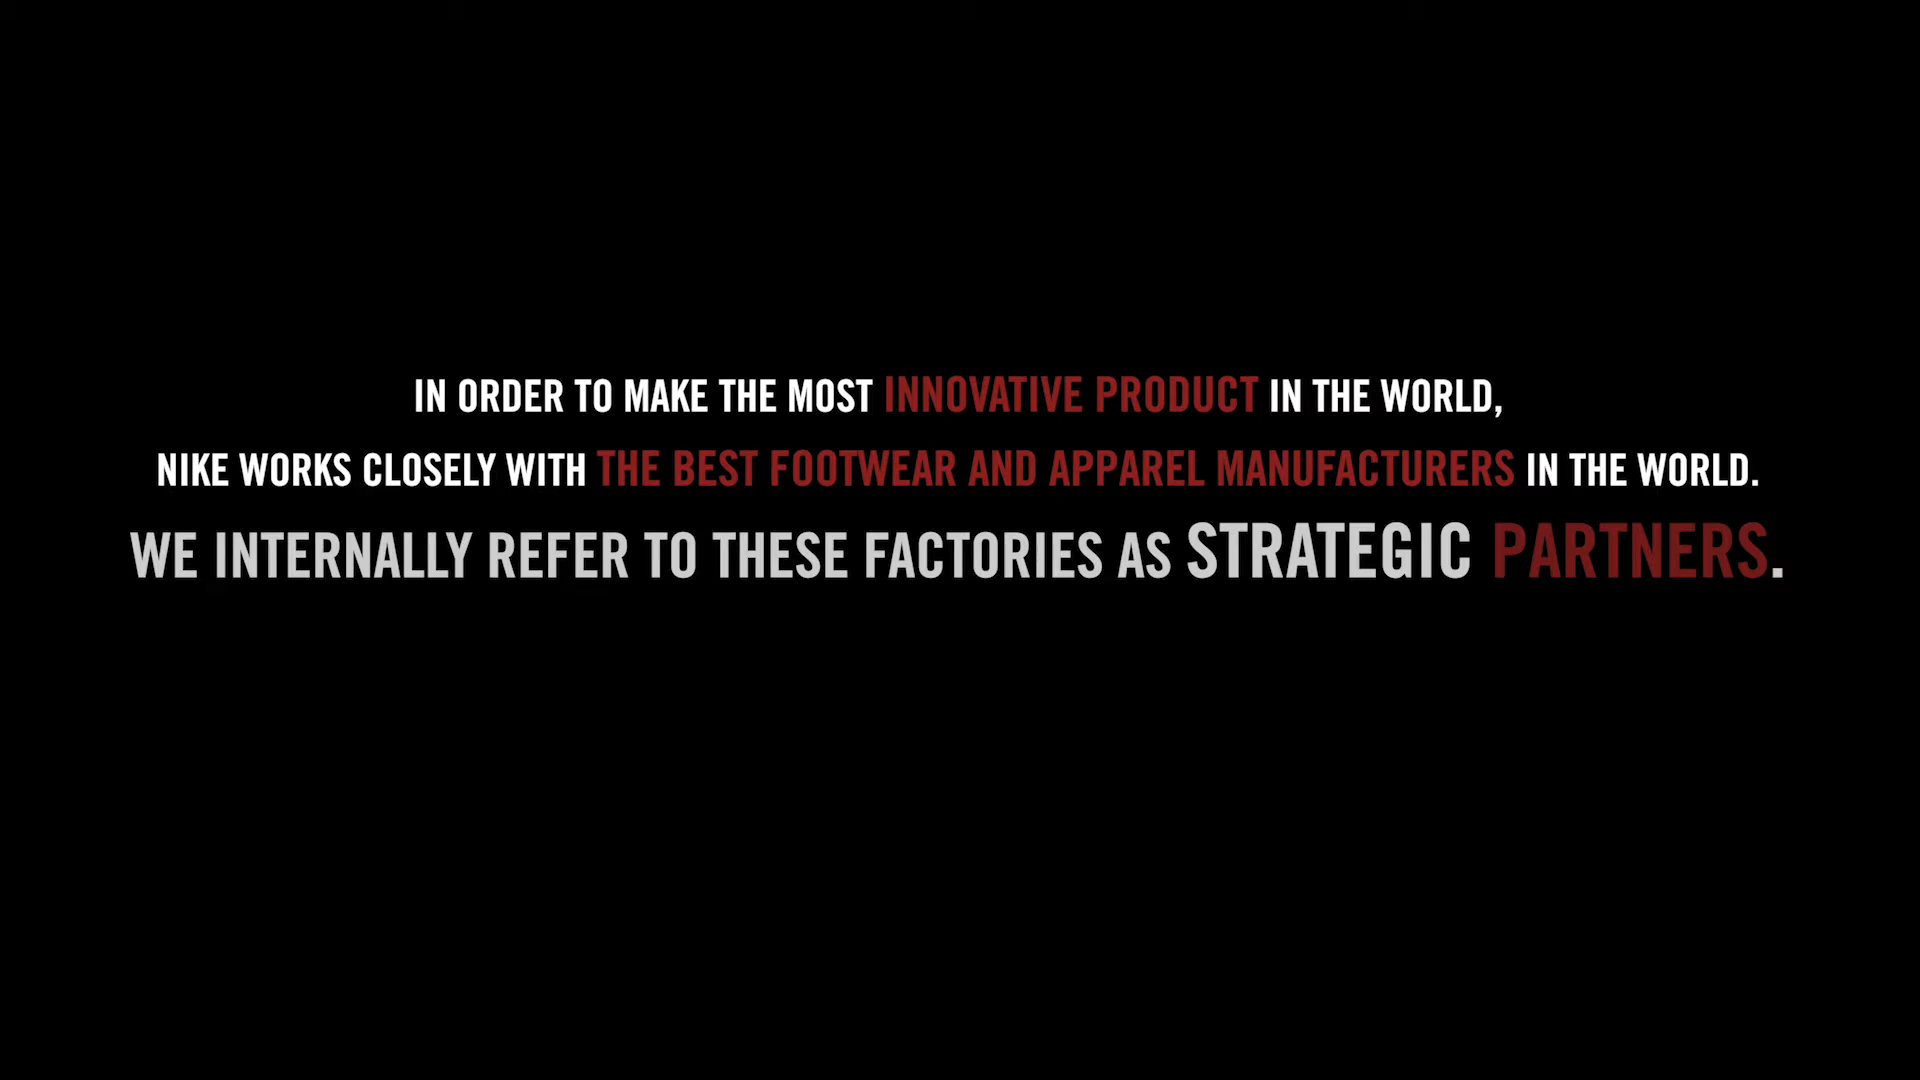 IN ORDER TO MAKE THE MOST INNOVATIVE PRODUCT IN THE WORLD,
NIKE WORKS CLOSELY WITH THE BEST FOOTWEAR AND APPAREL MANUFACTURERS IN THE WORLD.
WE INTERNALLY REFER TO THESE FACTORIES AS STRATEGIC PARTNERS.